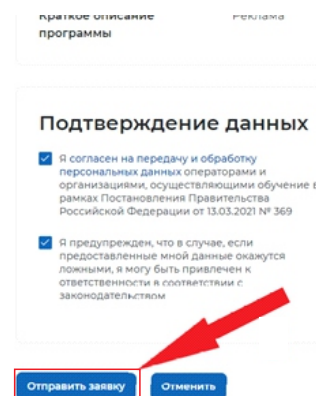 Краткое описание Реклама
программы
Подтверждение данных
Я согласен на передачу и обработку
персональных данных операторами и
организациями, осуществляющими обучение в
рамках Постановления Правительства
Российской Федерации от 13.03.2021 № 369
Я предупрежден, что в случае, если
предоставленные мной данные окажутся
ложными, я могу быть привлечен к
ответственности в соответствии с
законодательством
Отправить заявку Отменить